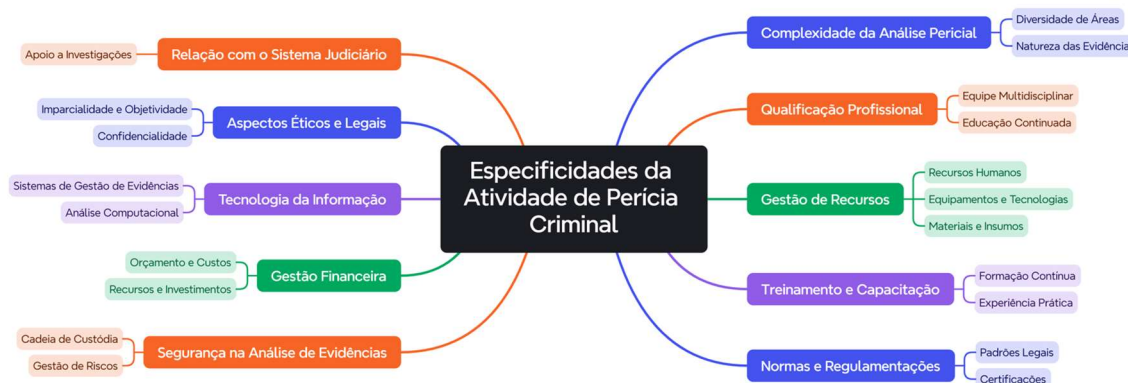 Especificidades da
Atividade de Perícia
Criminal
Relação com o Sistema Judiciário
Apoio a Investigações
Aspectos Éticos e Legais
Imparcialidade e Objetividade
Confidencialidade
Tecnologia da Informação
Sistemas de Gestão de Evidências
Análise Computacional
Gestão Financeira
Orçamento e Custos
Recursos e Investimentos
Segurança na Análise de Evidências
Cadeia de Custódia
Gestão de Riscos
Complexidade da Análise Pericial
Diversidade de Áreas
Natureza das Evidência
Qualificação Profissional
Equipe Multidisciplinar
Educação Continuada
Gestão de Recursos
Recursos Humanos
Equipamentos e Tecnologias
Materiais e Insumos
Treinamento e Capacitação
Formação Contínua
Experiência Prática
Normas e Regulamentações
Padrões Legais
Certificações